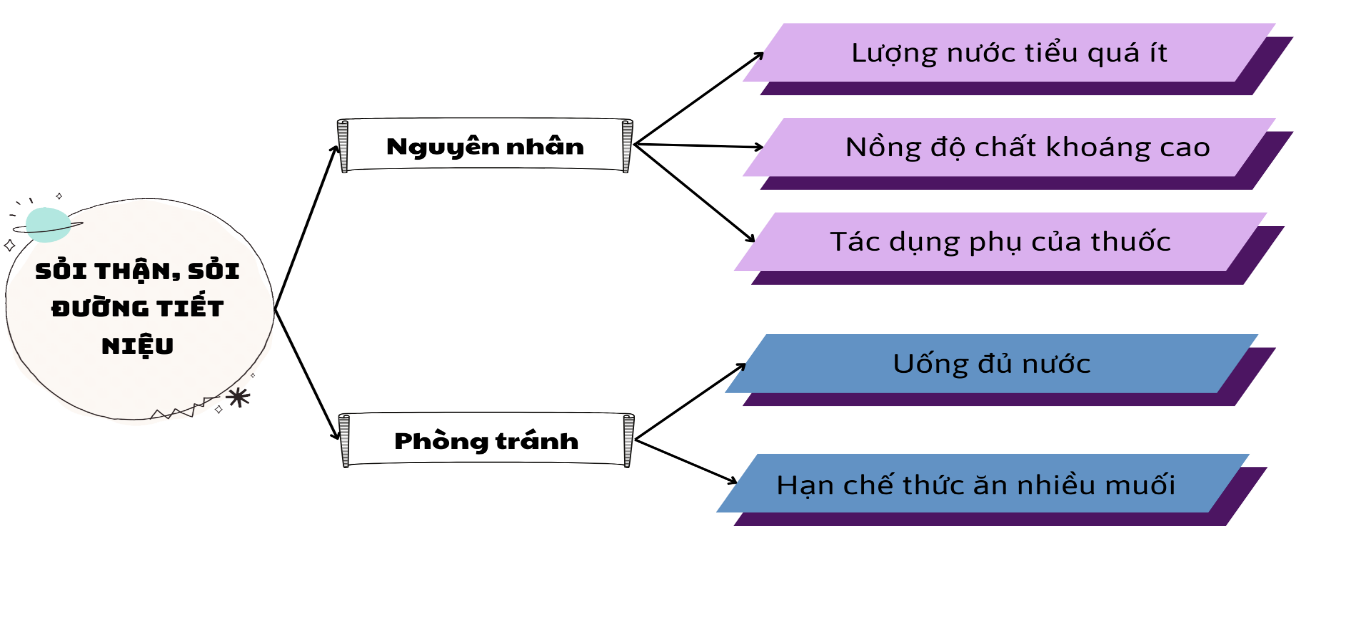 SỎI THẬN, SỎI
ĐƯỜNG TIẾT
NIỆU
Nguyên nhân
Lượng nước tiểu quá ít
Nồng độ chất khoáng cao
Tác dụng phụ của thuốc
Phòng tránh
Uống đủ nước
Hạn chế thức ăn nhiều muối